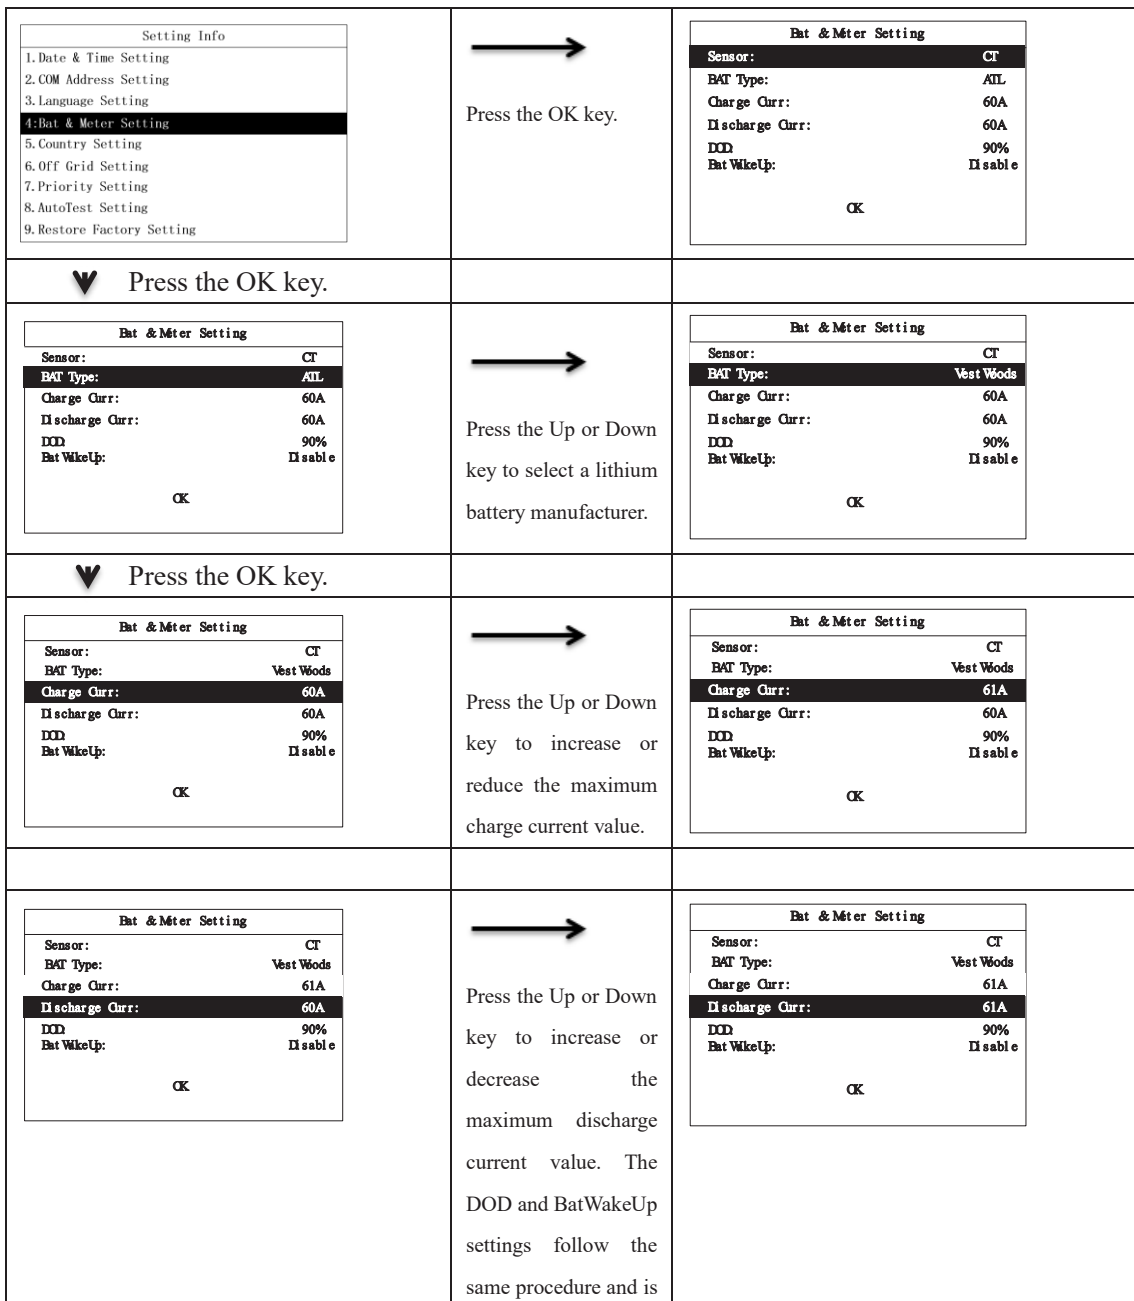 Setting Info
1.Date & Time Setting
2.COM Address Setting
3.Language Setting
4:Bat & Meter Setting
5.Country Setting
6.Off Grid Setting
7.Priority Setting
8.AutoTest Setting
9.Restore Factory Setting
Press the OK key.
Bat & Meter Setting
Sensor: CT
BAT Type: ATL
Charge Curr: 60A
Discharge Curr: 60A
DOD: 90%
Bat WakeUp: Disable
OK
Press the OK key.
Bat & Meter Setting
Sensor: CT
BAT Type: ATL
Charge Curr: 60A
Discharge Curr: 60A
DOD: 90%
Bat WakeUp: Disable
OK
Press the Up or Down
key to select a lithium
battery manufacturer.
Bat & Meter Setting
Sensor: CT
BAT Type: Vest Woods
Charge Curr: 60A
Discharge Curr: 60A
DOD: 90%
Bat WakeUp: Disable
OK
Press the OK key.
Bat & Meter Setting
Sensor: CT
BAT Type: Vest Woods
Charge Curr: 60A
Discharge Curr: 60A
DOD: 90%
Bat WakeUp: Disable
OK
Press the Up or Down
key to increase or
reduce the maximum
charge current value.
Bat & Meter Setting
Sensor: CT
BAT Type: Vest Woods
Charge Curr: 61A
Discharge Curr: 60A
DOD: 90%
Bat WakeUp: Disable
OK
Bat & Meter Setting
Sensor: CT
BAT Type: Vest Woods
Charge Curr: 61A
Discharge Curr: 60A
DOD: 90%
Bat WakeUp: Disable
OK
Press the Up or Down
key to increase or
decrease the
maximum discharge
current value. The
DOD and BatWakeUp
settings follow the
same procedure and is
Bat & Meter Setting
Sensor: CT
BAT Type: Vest Woods
Charge Curr: 61A
Discharge Curr: 61A
DOD: 90%
Bat WakeUp: Disable
OK